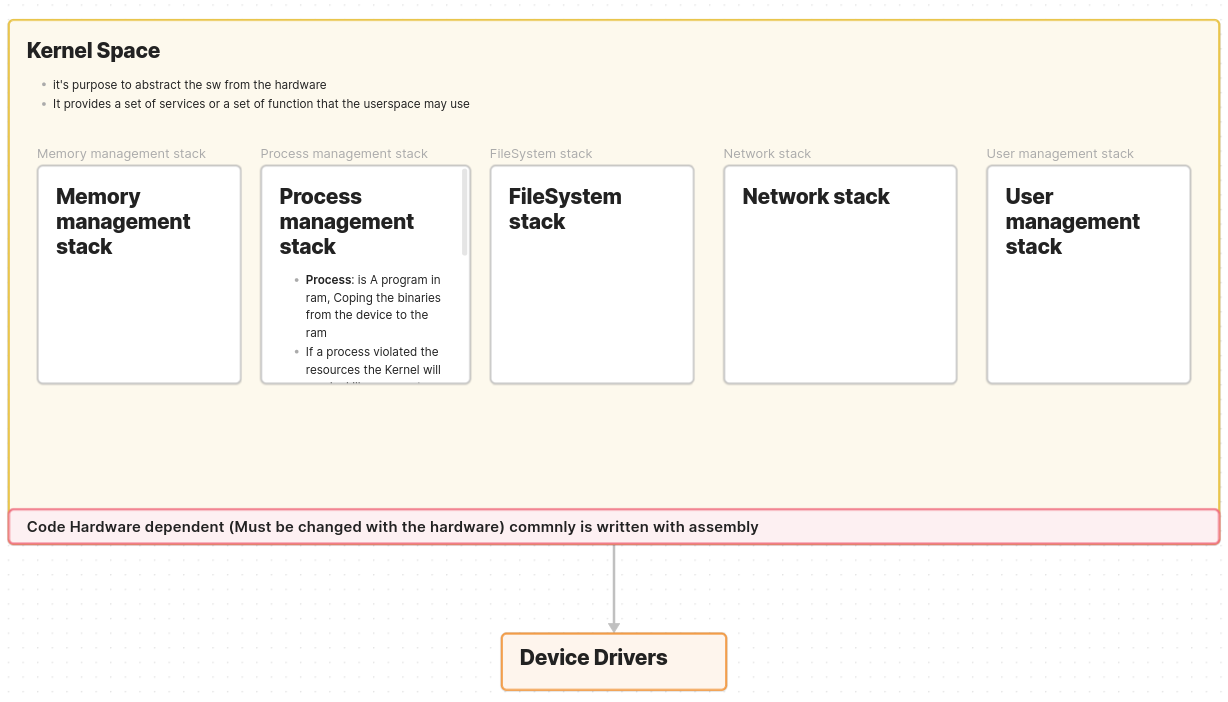 Kernel Space
it's purpose to abstract the sw from the hardware
It provides a set of services or a set of function that the userspace may use
Memory management stack
Process management stack
FileSystem stack
Network stack
User management stack
Memory
management
stack
Process
management
stack
Process: is A program in
ram, Coping the binaries
from the device to the
ram
If a process violated the
resources the Kernel will
FileSystem
stack
Network stack
User
management
stack
Code Hardware dependent (Must be changed with the hardware) commnly is written with assembly
Device Drivers